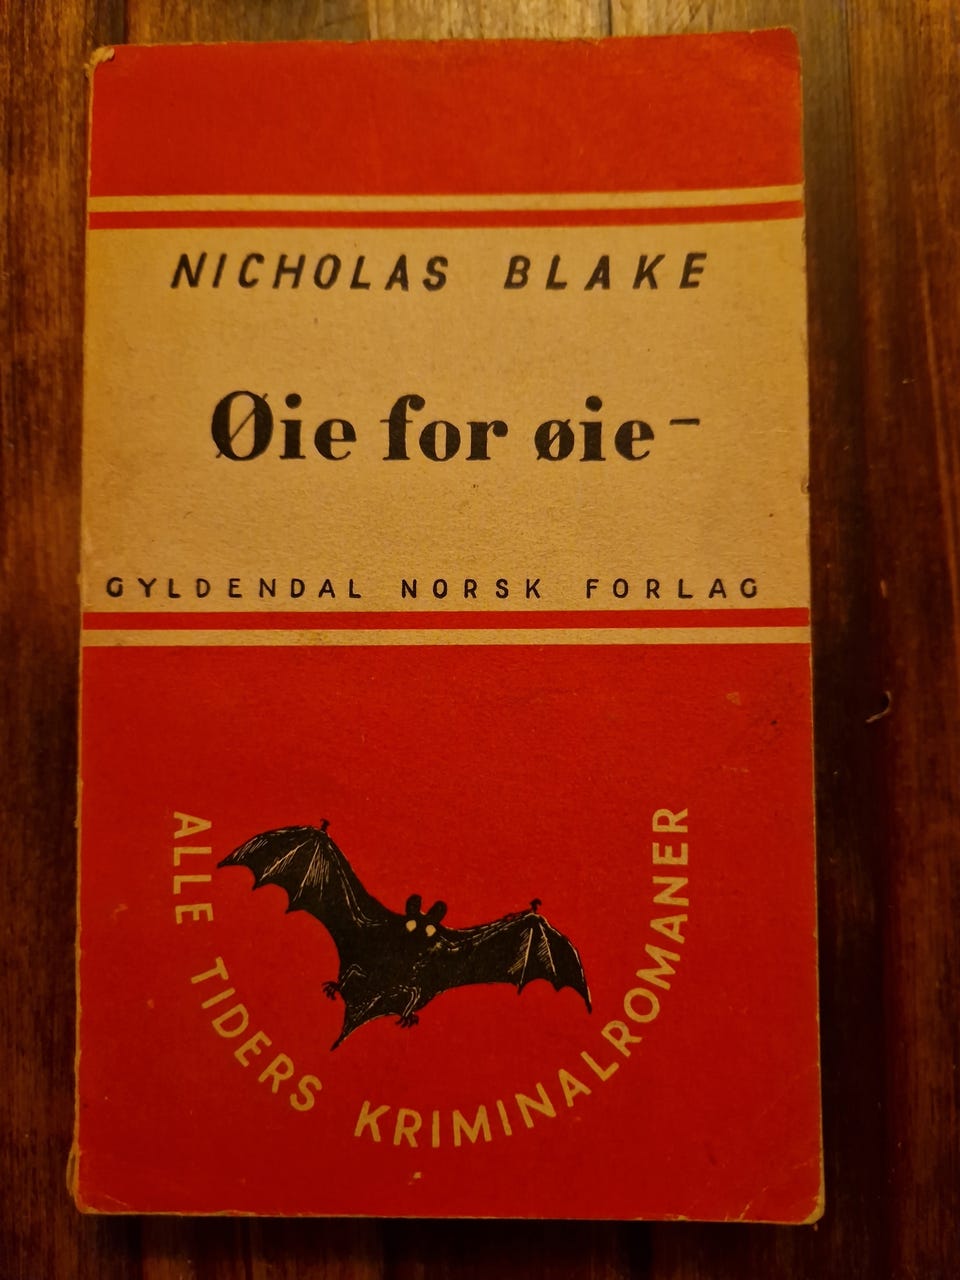 NICHOLAS BLAKE
Øie for øie –
GYLDENDAL NORSK FORLAG
ALLE TIDERS KRIMINALROMANER